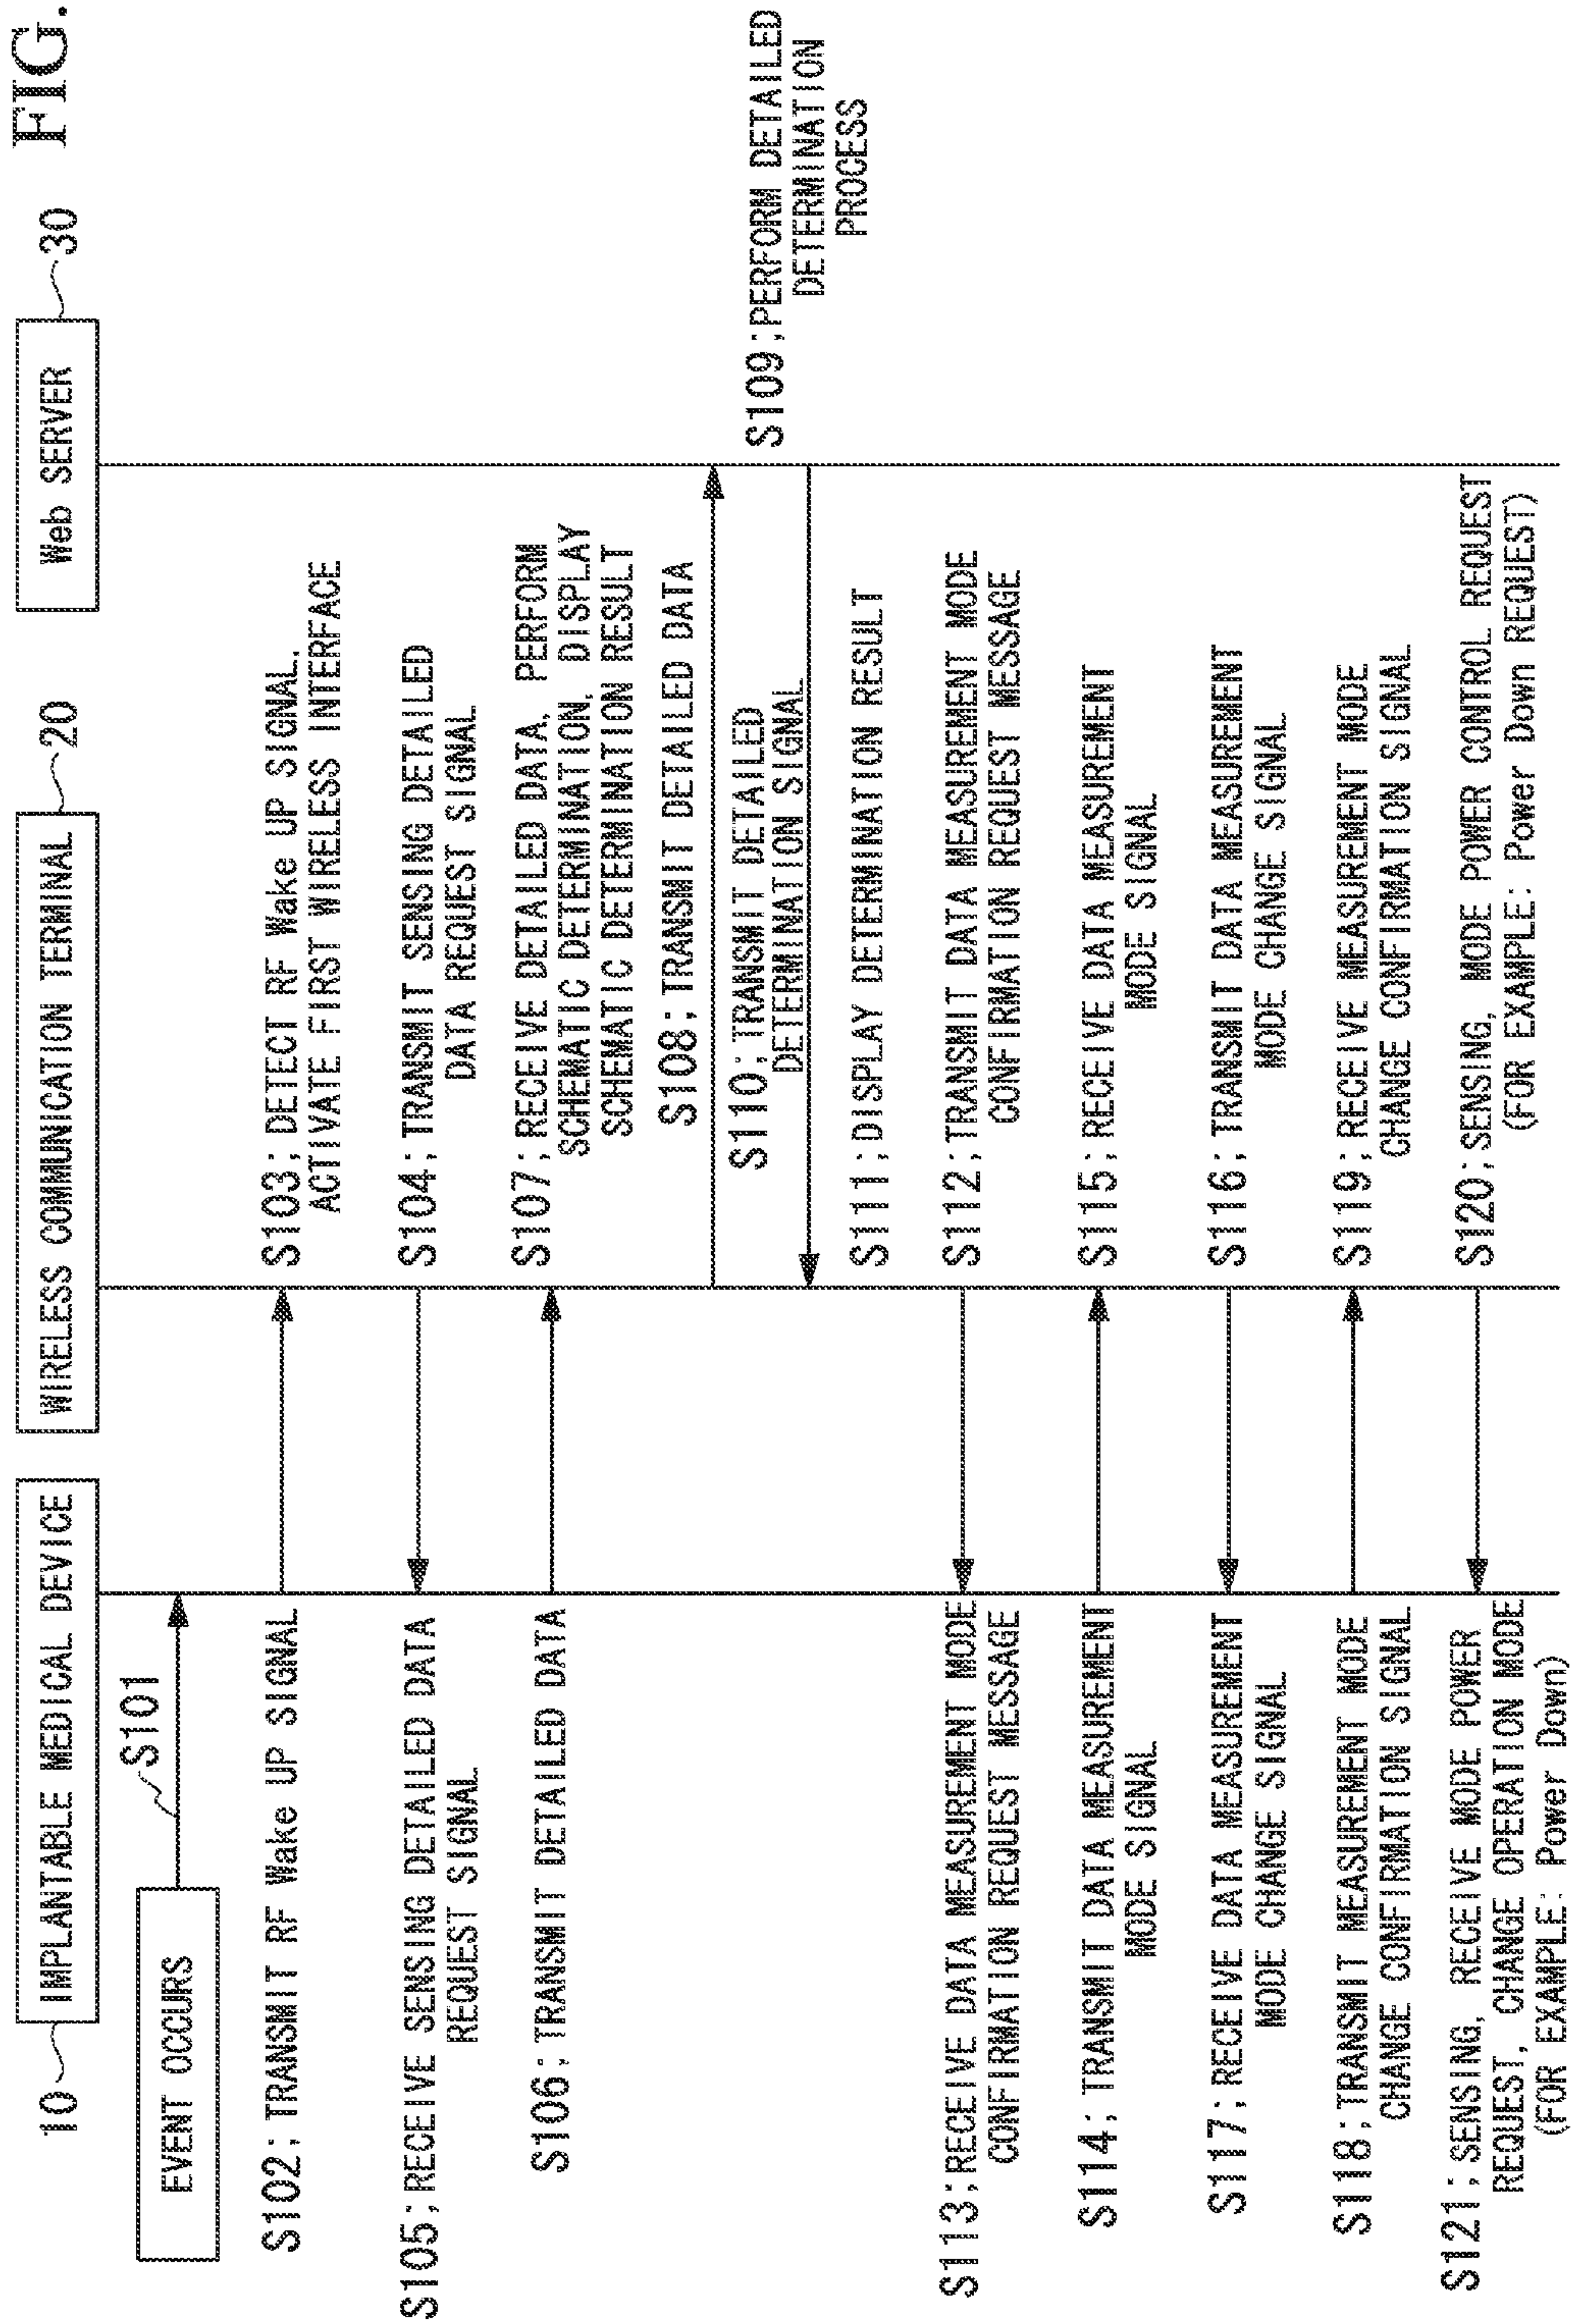 FIG.
10
IMPLANTABLE MEDICAL DEVICE
WIRELESS COMMUNICATION TERMINAL
20
Web SERVER
30
EVENT OCCURS
S101
S102; TRANSMIT RF Wake UP SIGNAL
S103; DETECT RF Wake UP SIGNAL,
ACTIVATE FIRST WIRELESS INTERFACE
S104; TRANSMIT SENSING DETAILED
DATA REQUEST SIGNAL
S105; RECEIVE SENSING DETAILED DATA
REQUEST SIGNAL
S106; TRANSMIT DETAILED DATA
S107; RECEIVE DETAILED DATA, PERFORM
SCHEMATIC DETERMINATION, DISPLAY
SCHEMATIC DETERMINATION RESULT
S108; TRANSMIT DETAILED DATA
S109; PERFORM DETAILED
DETERMINATION
PROCESS
S110; TRANSMIT DETAILED
DETERMINATION SIGNAL
S111; DISPLAY DETERMINATION RESULT
S112; TRANSMIT DATA MEASUREMENT MODE
CONFIRMATION REQUEST MESSAGE
S113; RECEIVE DATA MEASUREMENT MODE
CONFIRMATION REQUEST MESSAGE
S114; TRANSMIT DATA MEASUREMENT
MODE SIGNAL
S115; RECEIVE DATA MEASUREMENT
MODE SIGNAL
S116; TRANSMIT DATA MEASUREMENT
MODE CHANGE SIGNAL
S117; RECEIVE DATA MEASUREMENT
MODE CHANGE SIGNAL
S118; TRANSMIT MEASUREMENT MODE
CHANGE CONFIRMATION SIGNAL
S119; RECEIVE MEASUREMENT MODE
CHANGE CONFIRMATION SIGNAL
S120; SENSING, MODE POWER CONTROL REQUEST
(FOR EXAMPLE: Power Down REQUEST)
S121; SENSING, RECEIVE MODE POWER
REQUEST, CHANGE OPERATION MODE
(FOR EXAMPLE: Power Down)